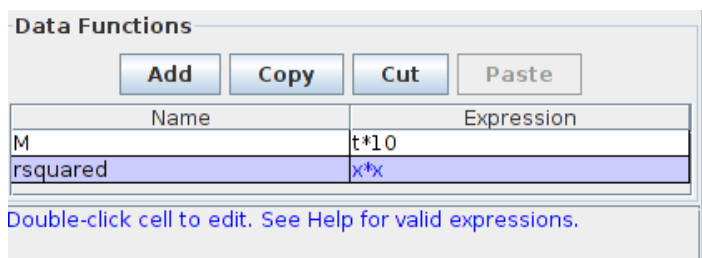 Data Functions
Add Copy Cut Paste
Name Expression
M t*10
rsquared x*x
Double-click cell to edit. See Help for valid expressions.